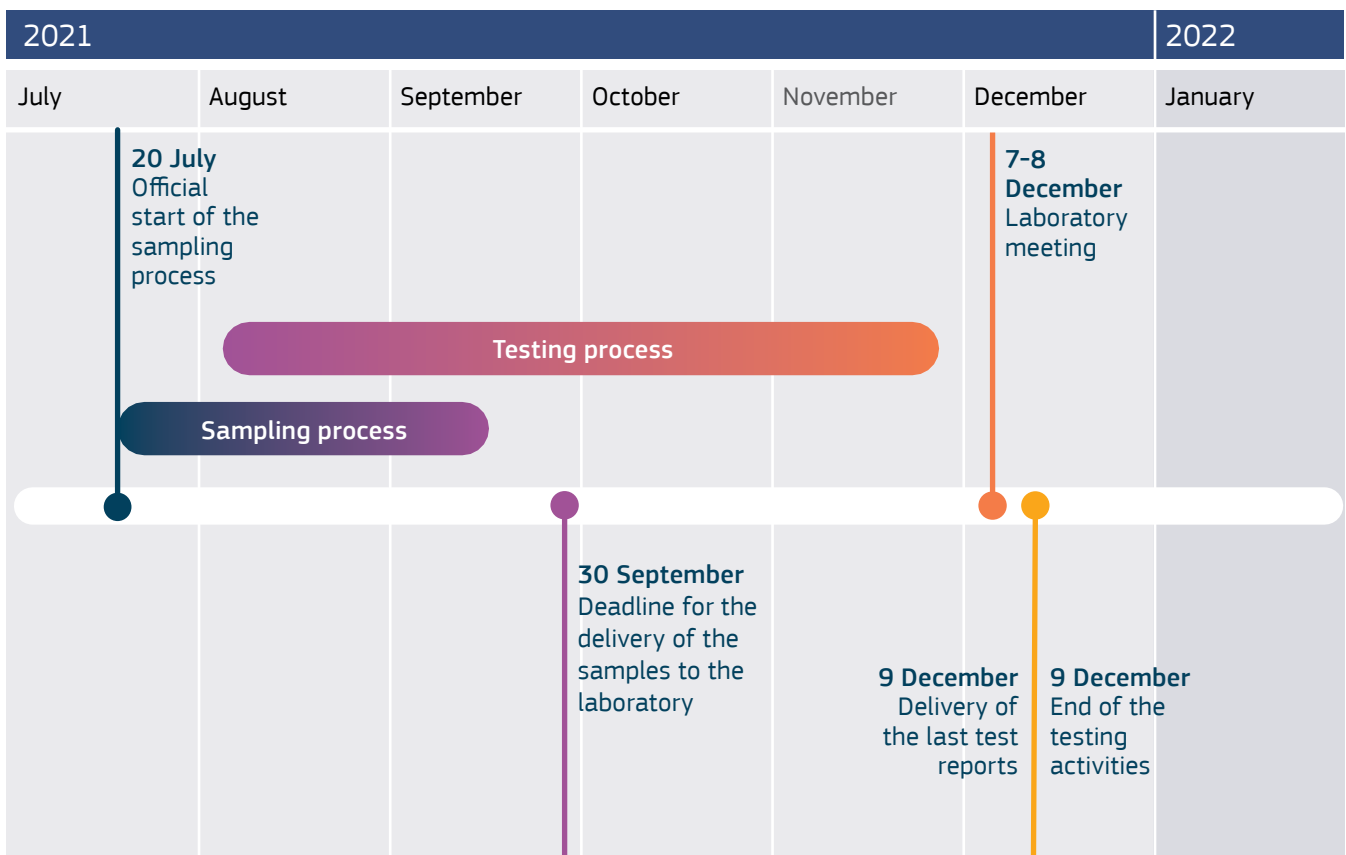 2021
2022
July
August
September
October
November
December
January
20 July
Official
start of the
sampling
process
7-8
December
Laboratory
meeting
Testing process
Sampling process
30 September
Deadline for the
delivery of the
samples to the
laboratory
9 December
Delivery of
the last test
reports
9 December
End of the
testing
activities